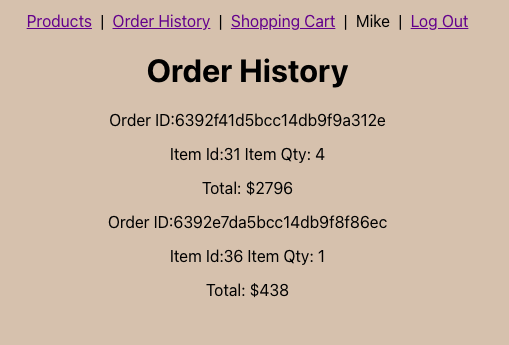 Products | Order History | Shopping Cart | Mike | Log Out
Order History
Order ID:6392f41d5bcc14db9f9a312e
Item Id:31 Item Qty: 4
Total: $2796
Order ID:6392e7da5bcc14db9f8f86ec
Item Id:36 Item Qty: 1
Total: $438